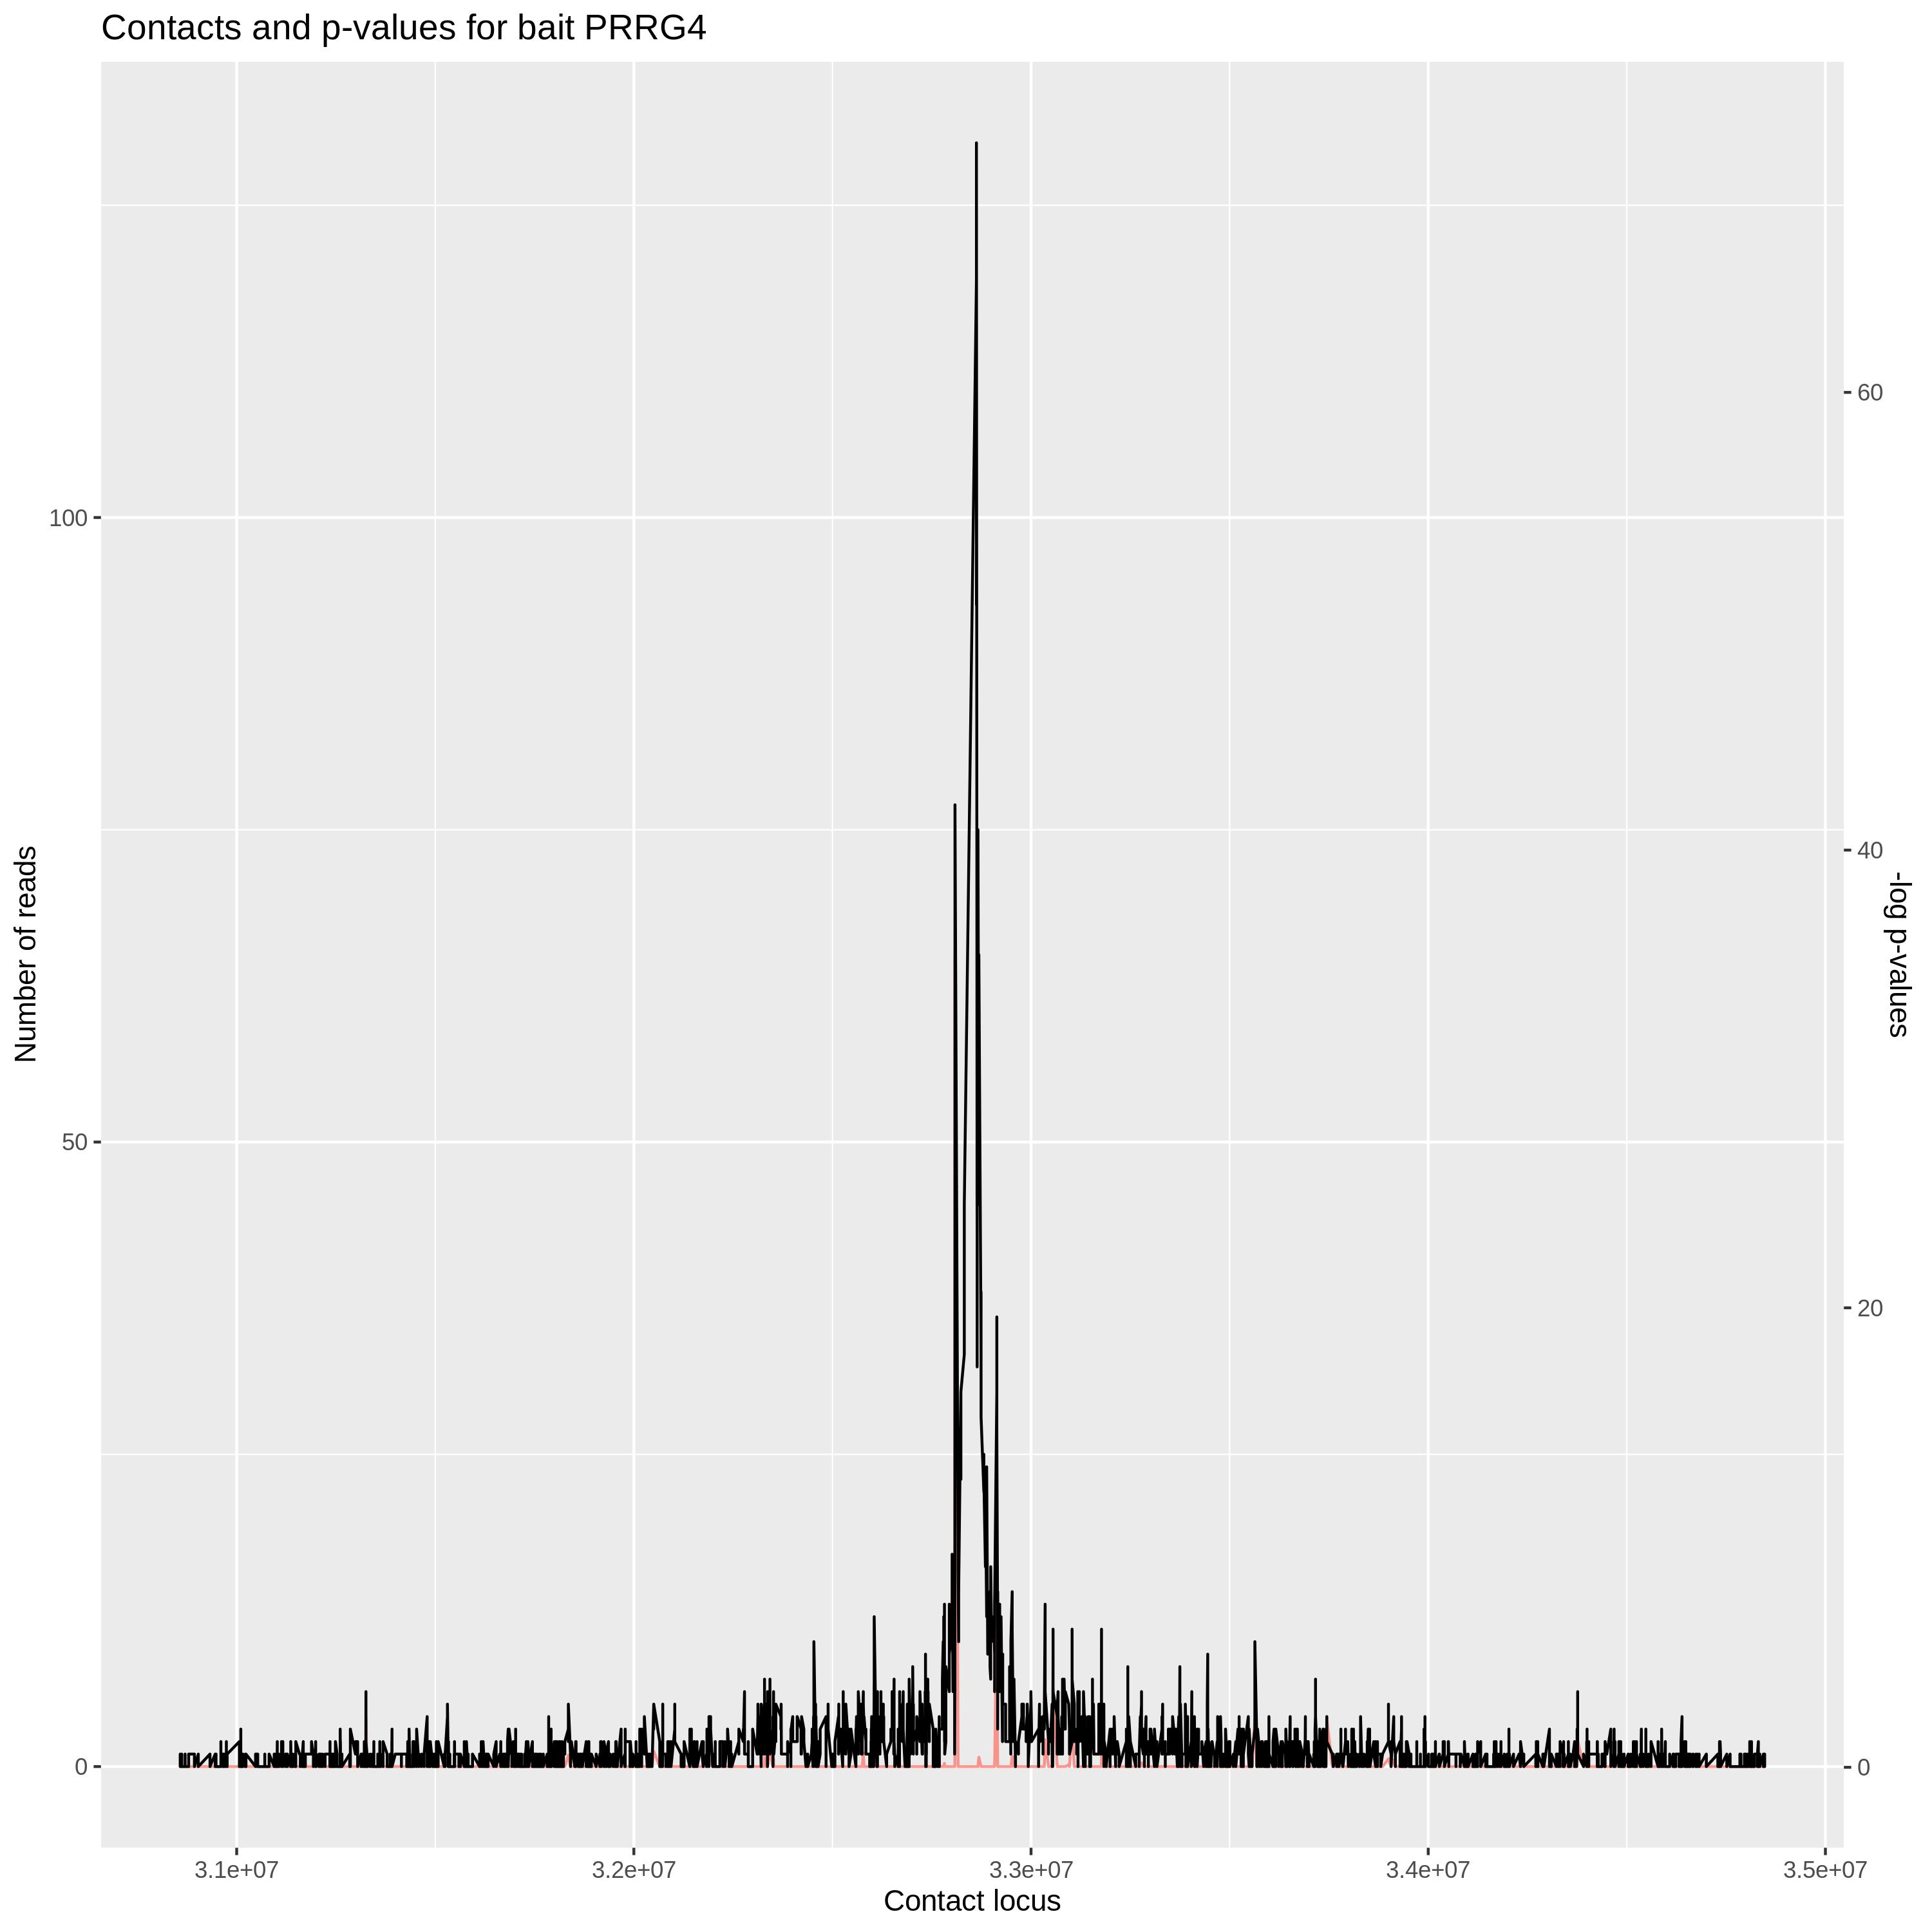 Contacts and p-values for bait PRRG4
100
50
0
60
40
20
0
Number of reads
-log p-values
3.1e+07 3.2e+07 3.3e+07 3.4e+07 3.5e+07
Contact locus